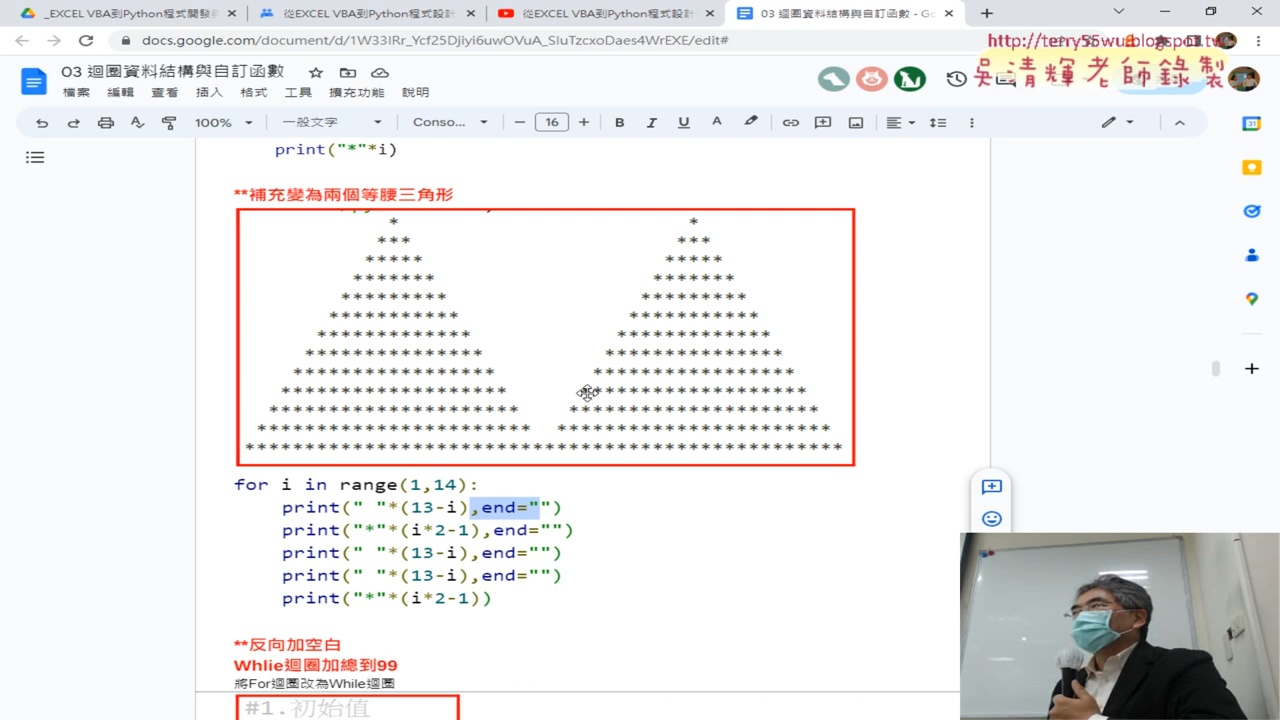 _EXCEL VBA到Python程式開發
從EXCEL VBA到Python程式設計
從EXCEL VBA到Python程式設計
03 迴圈資料結構與自訂函數 - Go
http://terry55wu.blogspot.tw
吳清輝老師錄製
03 迴圈資料結構與自訂函數
檔案 編輯 查看 插入 格式 工具 擴充功能 說明
100% 一般文字 Conso... 16 B I U A
print("*"*i)
**補充變為兩個等腰三角形
* *
*** ***
***** *****
******* *******
********* *********
*********** ***********
************* *************
*************** ***************
***************** *****************
******************* *******************
********************* *********************
*********************** ***********************
**************************************************
for i in range(1,14):
print(" "*(13-i),end="")
print("*"*(i*2-1),end="")
print(" "*(13-i),end="")
print(" "*(13-i),end="")
print("*"*(i*2-1))
**反向加空白
Whlie迴圈加總到99
將For迴圈改為While迴圈
#1.初始值